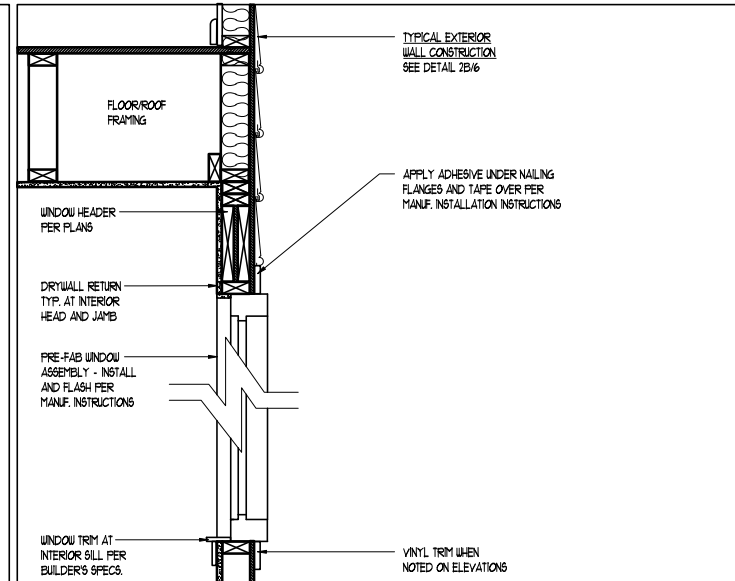 TYPICAL EXTERIOR
WALL CONSTRUCTION
SEE DETAIL 2B/6
FLOOR/ROOF
FRAMING
APPLY ADHESIVE UNDER NAILING
FLANGES AND TAPE OVER PER
MANUF. INSTALLATION INSTRUCTIONS
WINDOW HEADER
PER PLANS
DRYWALL RETURN
TYP. AT INTERIOR
HEAD AND JAMB
PRE-FAB WINDOW
ASSEMBLY - INSTALL
AND FLASH PER
MANUF. INSTRUCTIONS
WINDOW TRIM AT
INTERIOR SILL PER
BUILDER'S SPECS.
VINYL TRIM WHEN
NOTED ON ELEVATIONS